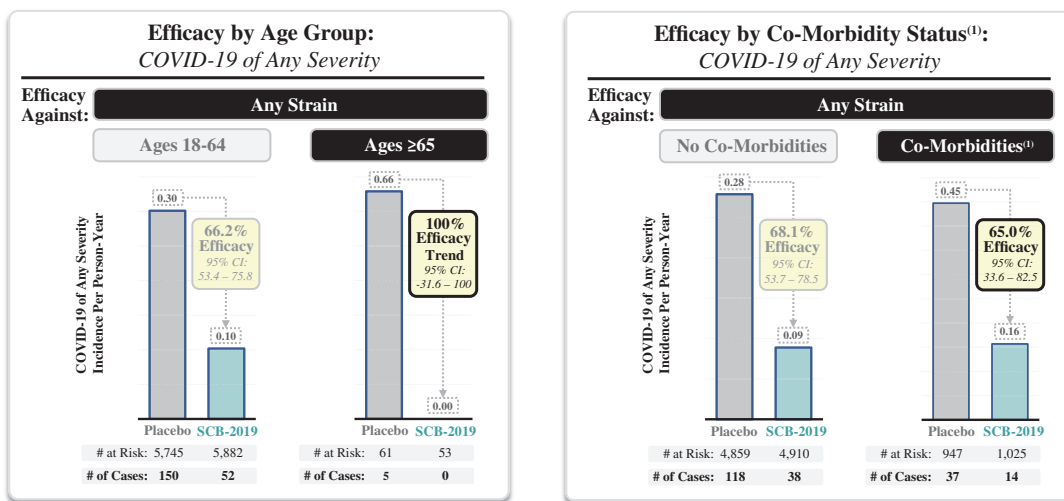 Efficacy by Age Group:
COVID-19 of Any Severity
Efficacy
Against:
Any Strain
Ages 18-64
Ages ≥65
COVID-19 of Any Severity
Incidence Per Person-Year
0.30
66.2%
Efficacy
95% CI:
53.4 – 75.8
0.10
0.66
100%
Efficacy
Trend
95% CI:
-31.6 – 100
0.00
Placebo SCB-2019
Placebo SCB-2019
# at Risk: 5,745 5,882
# at Risk: 61 53
# of Cases: 150 52
# of Cases: 5 0
Efficacy by Co-Morbidity Status(1):
COVID-19 of Any Severity
Efficacy
Against:
Any Strain
No Co-Morbidities
Co-Morbidities(1)
COVID-19 of Any Severity
Incidence Per Person-Year
0.28
68.1%
Efficacy
95% CI:
53.7 – 78.5
0.09
0.45
65.0%
Efficacy
95% CI:
33.6 – 82.5
0.16
Placebo SCB-2019
Placebo SCB-2019
# at Risk: 4,859 4,910
# at Risk: 947 1,025
# of Cases: 118 38
# of Cases: 37 14